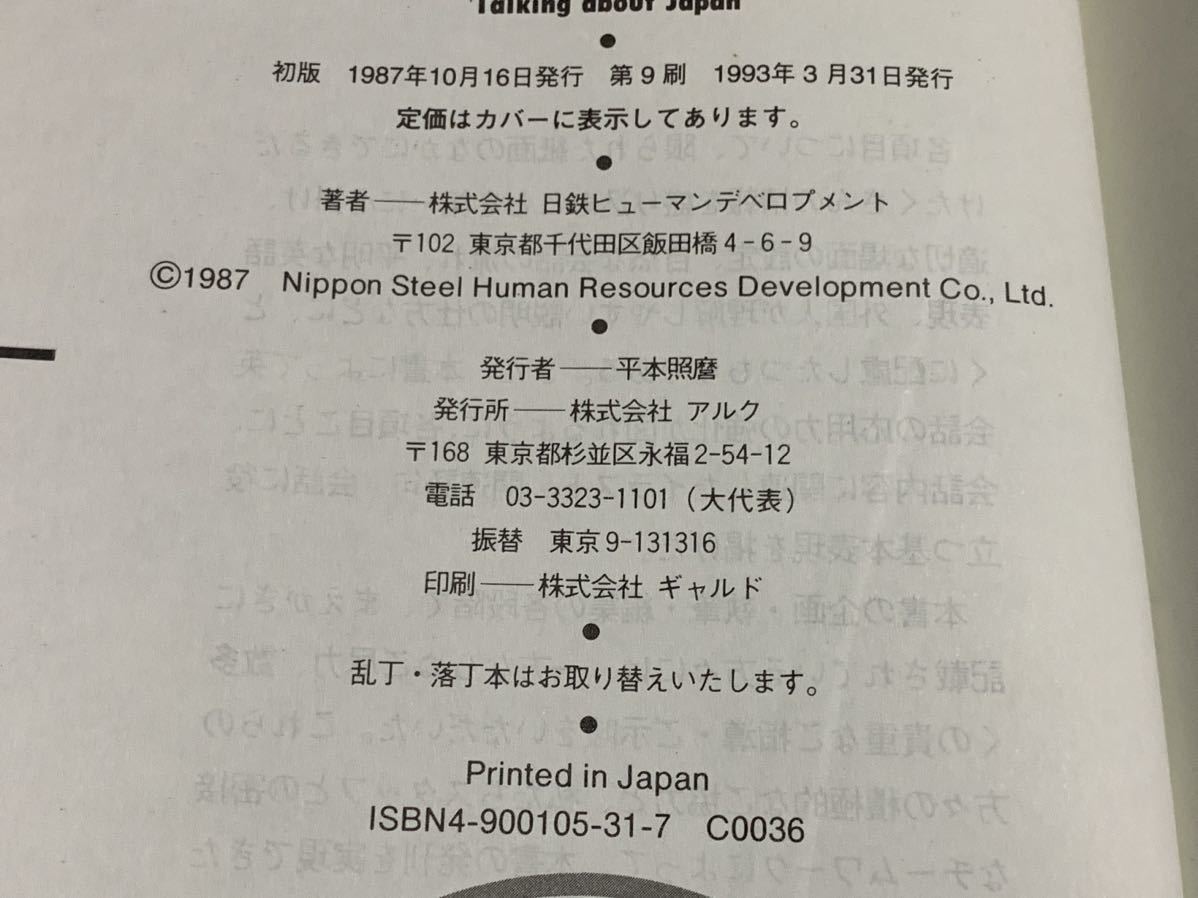 Talking about Japan
●
初版 1987年10月16日発行 第9刷 1993年3月31日発行
定価はカバーに表示してあります。
●
著者——株式会社 日鉄ヒューマンデベロプメント
〒102 東京都千代田区飯田橋4-6-9
©1987 Nippon Steel Human Resources Development Co., Ltd.
●
発行者——平本照麿
発行所——株式会社 アルク
〒168 東京都杉並区永福2-54-12
電話 03-3323-1101（大代表）
振替 東京9-131316
印刷——株式会社 ギャルド
●
乱丁・落丁本はお取り替えいたします。
●
Printed in Japan
ISBN4-900105-31-7 C0036